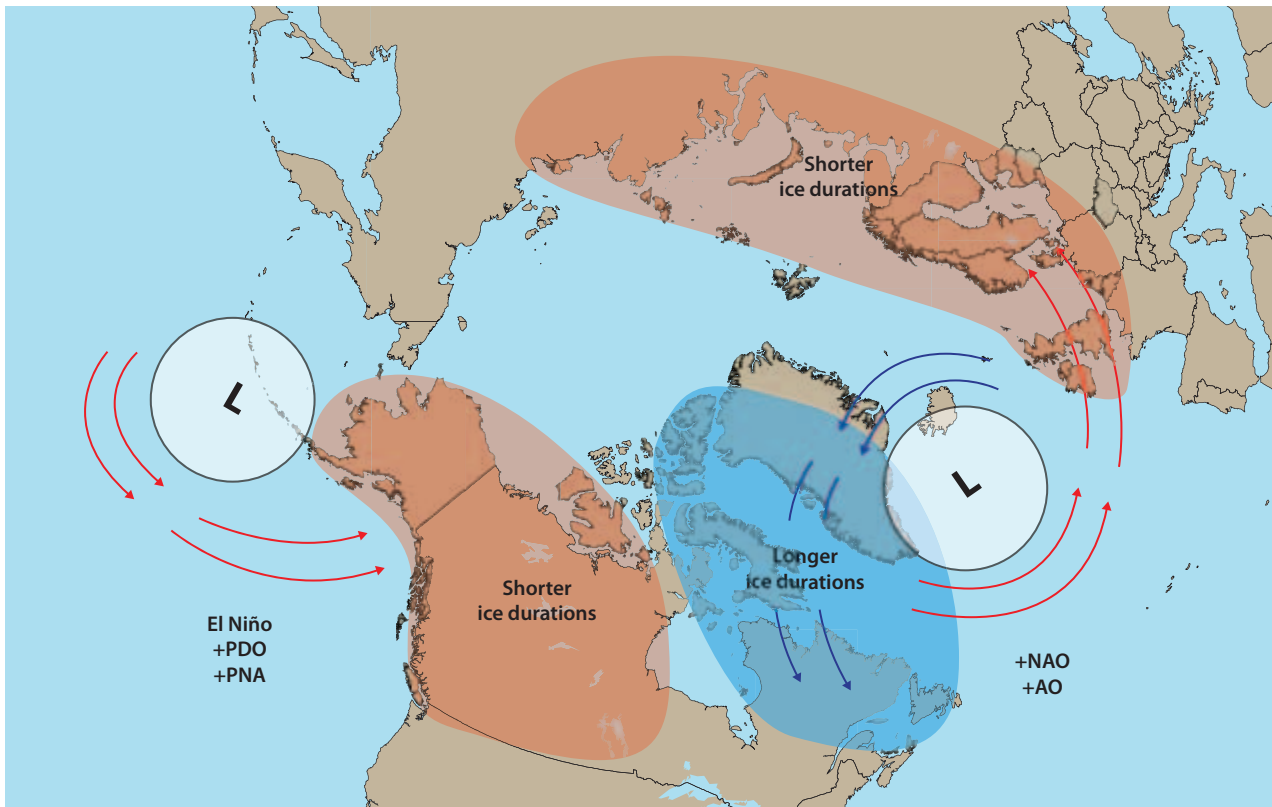 Shorter
ice durations
L
L
Longer
ice durations
Shorter
ice durations
El Niño
+PDO
+PNA
+NAO
+AO